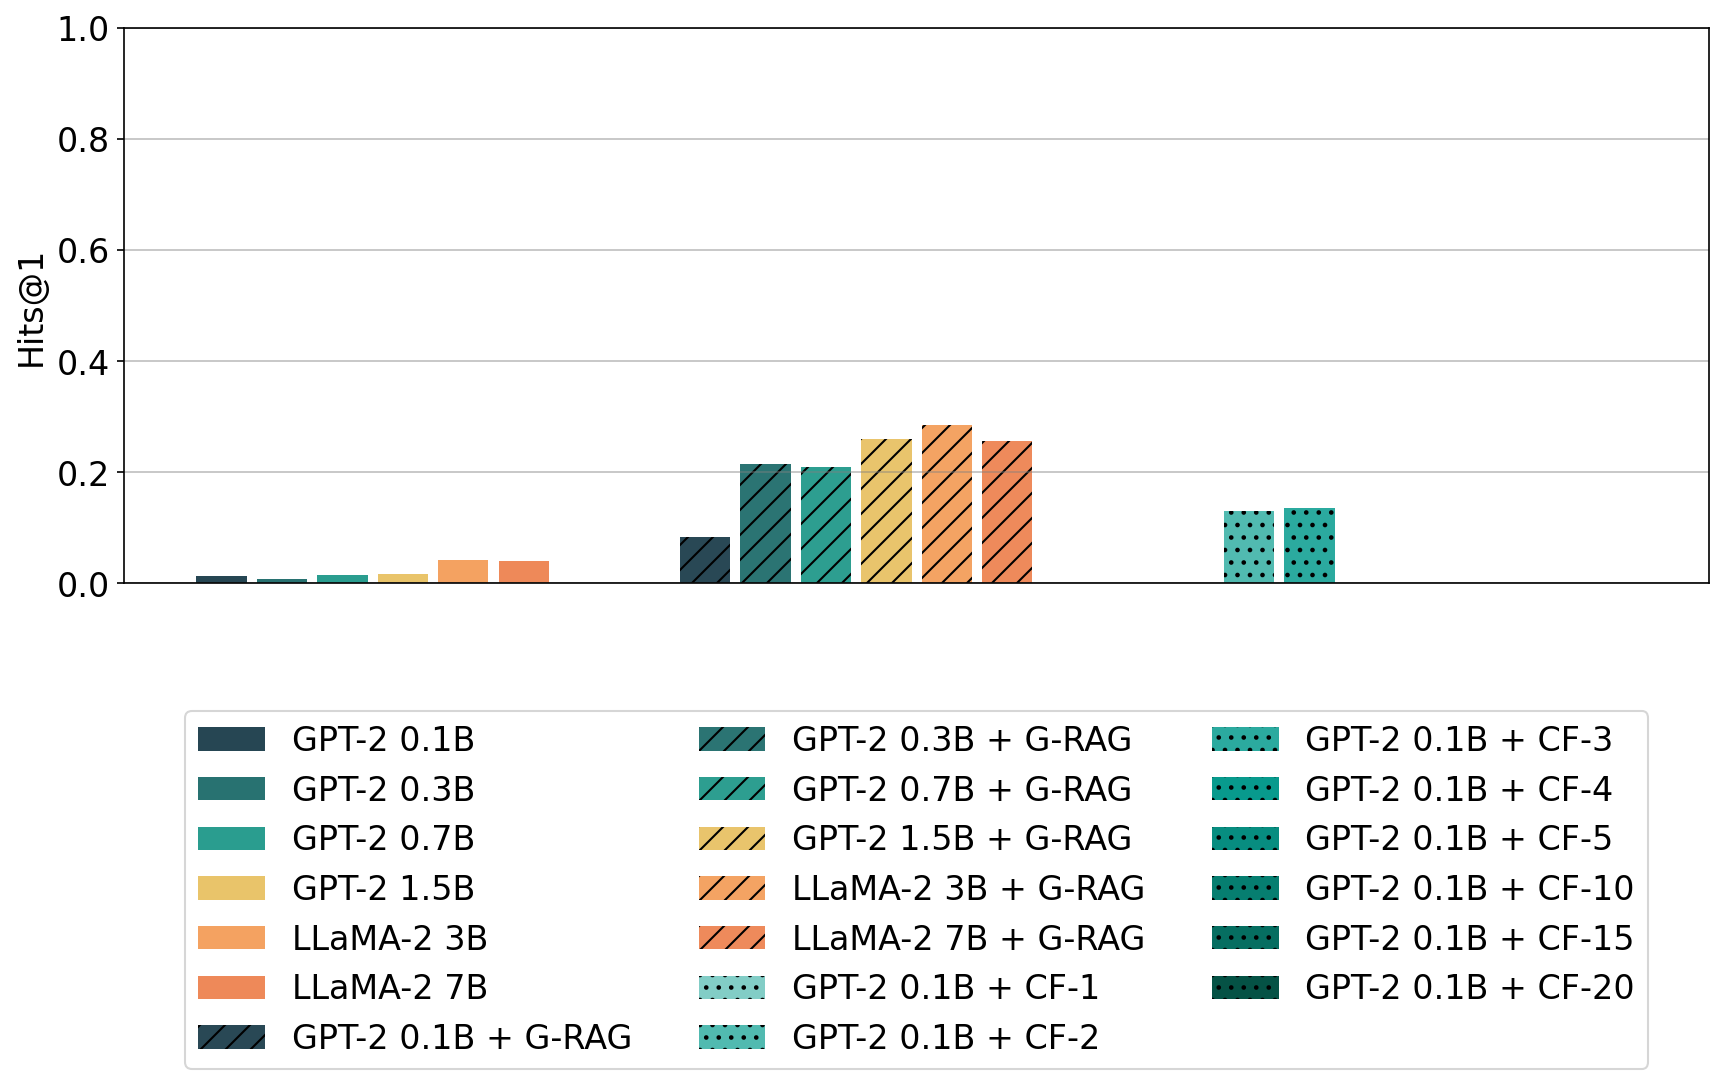 1.0
0.8
0.6
0.4
0.2
0.0
Hits@1
GPT-2 0.1B
GPT-2 0.3B
GPT-2 0.7B
GPT-2 1.5B
LLaMA-2 3B
LLaMA-2 7B
GPT-2 0.1B + G-RAG
GPT-2 0.3B + G-RAG
GPT-2 0.7B + G-RAG
GPT-2 1.5B + G-RAG
LLaMA-2 3B + G-RAG
LLaMA-2 7B + G-RAG
GPT-2 0.1B + CF-1
GPT-2 0.1B + CF-2
GPT-2 0.1B + CF-3
GPT-2 0.1B + CF-4
GPT-2 0.1B + CF-5
GPT-2 0.1B + CF-10
GPT-2 0.1B + CF-15
GPT-2 0.1B + CF-20